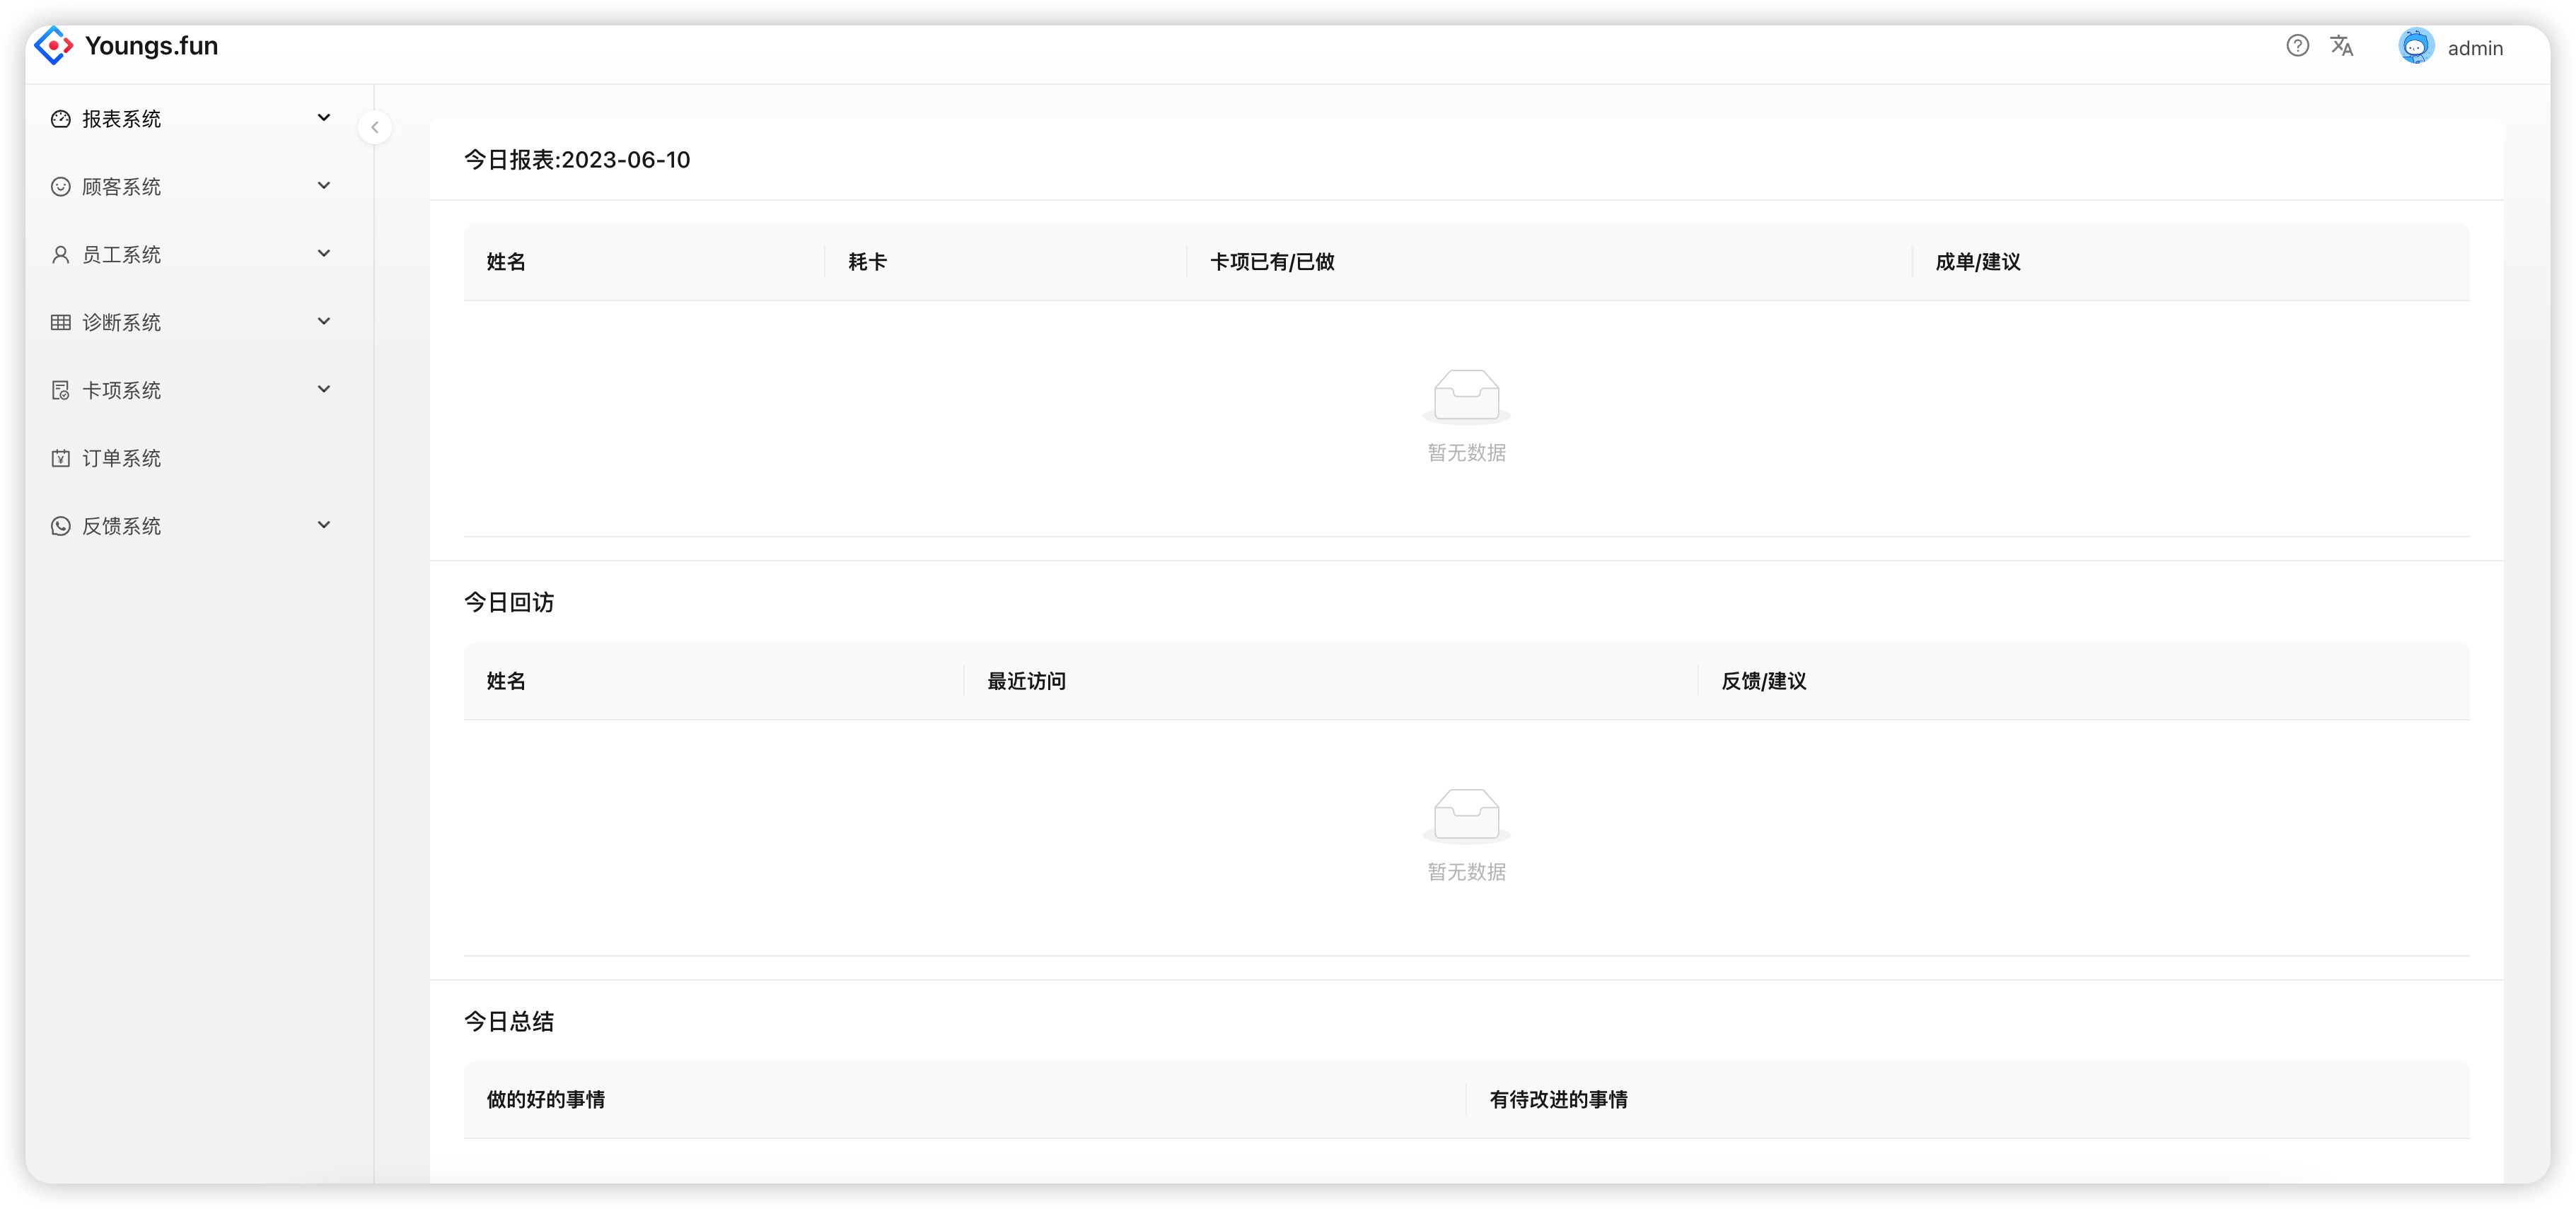 Youngs.fun
admin
报表系统
顾客系统
员工系统
诊断系统
卡项系统
订单系统
反馈系统
今日报表:2023-06-10
姓名 耗卡 卡项已有/已做 成单/建议
暂无数据
今日回访
姓名 最近访问 反馈/建议
暂无数据
今日总结
做的好的事情 有待改进的事情